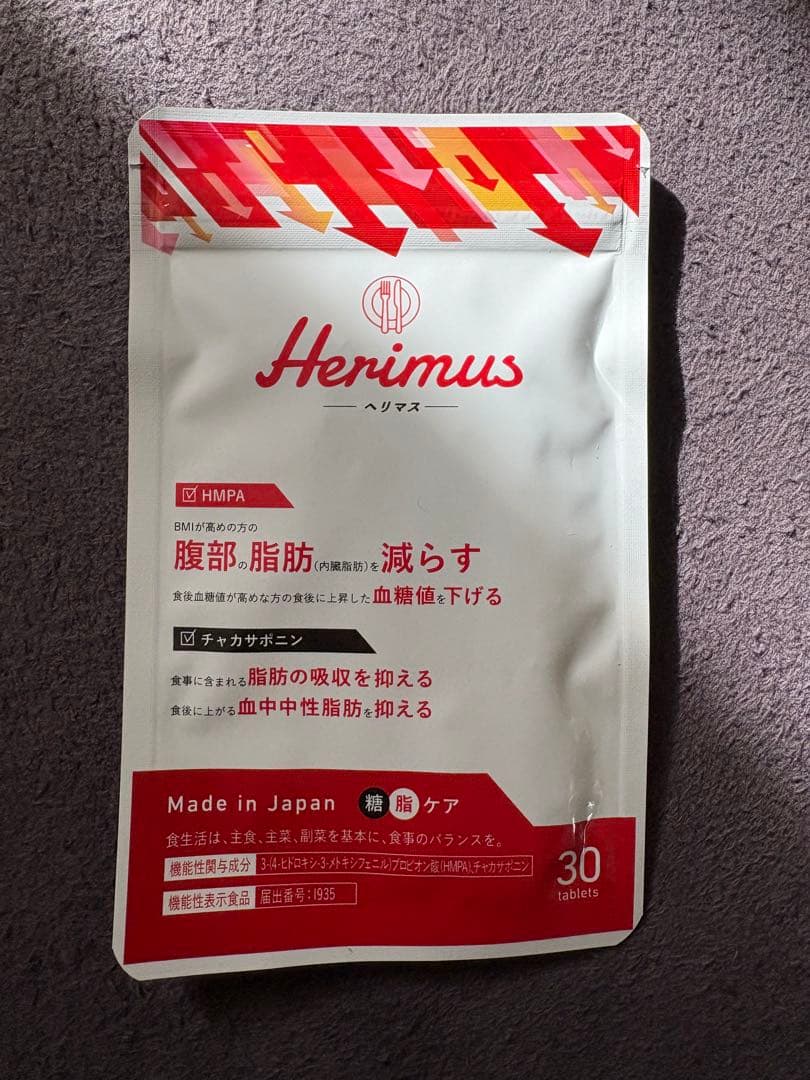 Herimus
ヘリマス
HMPA
BMIが高めの方の
腹部の脂肪(内臓脂肪)を減らす
食後血糖値が高めな方の食後に上昇した血糖値を下げる
チャカサポニン
食事に含まれる脂肪の吸収を抑える
食後に上がる血中中性脂肪を抑える
Made in Japan 糖脂ケア
食生活は、主食、主菜、副菜を基本に、食事のバランスを。
機能性関与成分 3-(4-ヒドロキシ-3-メトキシフェニル)プロピオン酸(HMPA)、チャカサポニン
機能性表示食品 届出番号:I935
30
tablets